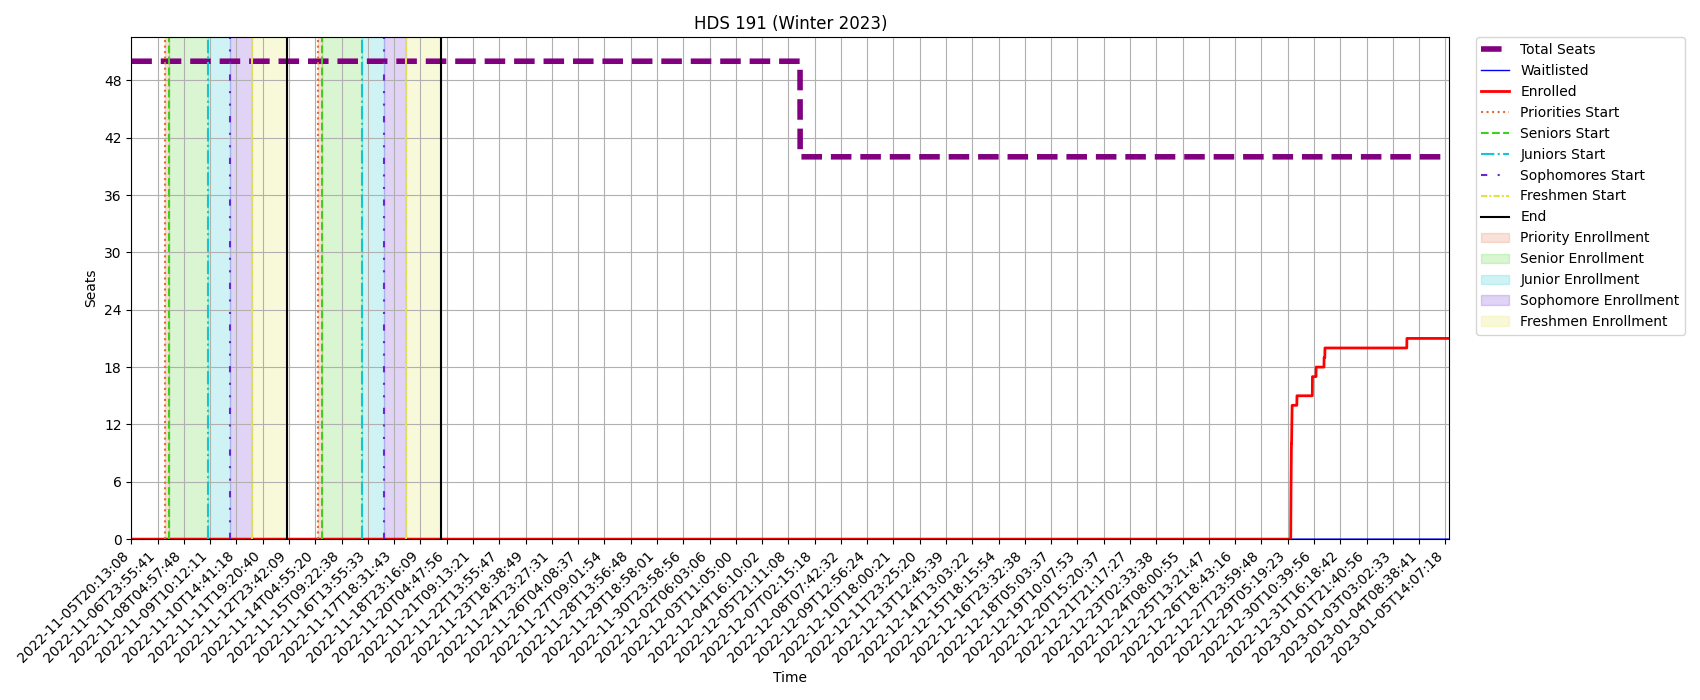 HDS 191 (Winter 2023)
Total Seats
Waitlisted
Enrolled
Priorities Start
Seniors Start
Juniors Start
Sophomores Start
Freshmen Start
End
Priority Enrollment
Senior Enrollment
Junior Enrollment
Sophomore Enrollment
Freshmen Enrollment
Seats
48
42
36
30
24
18
12
6
0
2022-11-05T20:13:08
2022-11-06T23:55:41
2022-11-08T04:57:48
2022-11-09T10:12:11
2022-11-10T14:41:18
2022-11-11T19:20:40
2022-11-12T23:42:09
2022-11-14T04:55:20
2022-11-15T09:22:38
2022-11-16T13:55:33
2022-11-17T18:31:43
2022-11-18T23:16:09
2022-11-20T04:47:56
2022-11-21T09:13:21
2022-11-22T13:55:47
2022-11-23T18:38:49
2022-11-24T23:27:31
2022-11-26T04:08:37
2022-11-27T09:01:54
2022-11-28T13:56:48
2022-11-29T18:58:01
2022-11-30T23:58:56
2022-12-02T06:03:06
2022-12-03T11:05:00
2022-12-04T16:10:02
2022-12-05T21:11:08
2022-12-07T02:15:18
2022-12-08T07:42:32
2022-12-09T12:56:24
2022-12-10T18:00:21
2022-12-11T23:25:20
2022-12-13T12:45:39
2022-12-14T13:03:22
2022-12-15T18:15:54
2022-12-16T23:32:38
2022-12-18T05:03:37
2022-12-19T10:07:53
2022-12-20T15:20:37
2022-12-21T21:17:27
2022-12-23T02:33:38
2022-12-24T08:00:55
2022-12-25T13:21:47
2022-12-26T18:43:16
2022-12-27T23:59:48
2022-12-29T05:19:23
2022-12-30T10:39:56
2022-12-31T16:18:42
2023-01-01T21:40:56
2023-01-03T03:02:33
2023-01-04T08:38:41
2023-01-05T14:07:18
Time